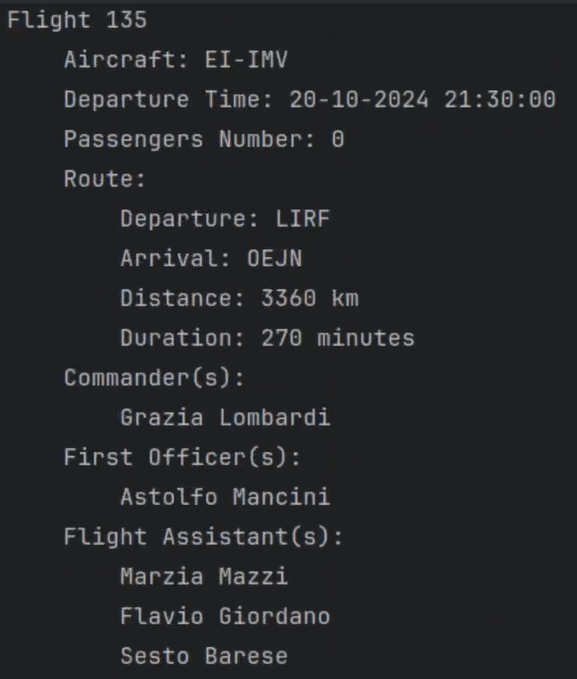 Flight 135
Aircraft: EI-IMV
Departure Time: 20-10-2024 21:30:00
Passengers Number: 0
Route:
Departure: LIRF
Arrival: OEJN
Distance: 3360 km
Duration: 270 minutes
Commander(s):
Grazia Lombardi
First Officer(s):
Astolfo Mancini
Flight Assistant(s):
Marzia Mazzi
Flavio Giordano
Sesto Barese